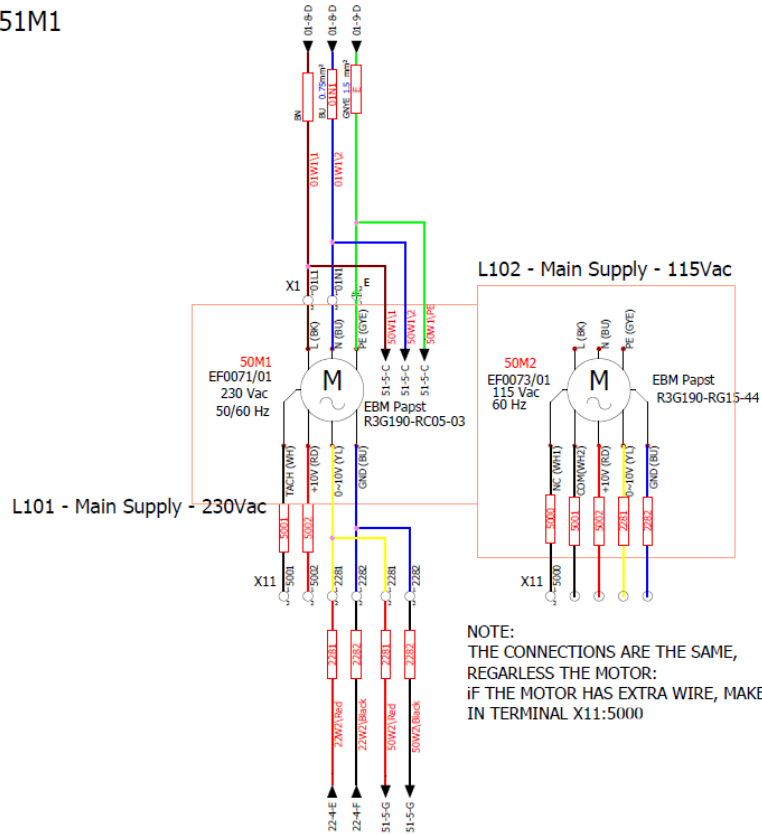 51M1
01-8-D
01-8-D
01-9-D
BN
BU 0.75mm²
01N1
GNYE 1.5 mm²
E
01W1\1
01W1\2
X1
01L1
01N1
E
L102 - Main Supply - 115Vac
L (BK)
N (BU)
PE (GYE)
50W1\1
50W1\2
50W1\PE
51-5-C
51-5-C
51-5-C
50M1
EF0071/01
230 Vac
50/60 Hz
M
EBM Papst
R3G190-RC05-03
L (BK)
N (BU)
PE (GYE)
50M2
EF0073/01
115 Vac
60 Hz
M
EBM Papst
R3G190-RG15-44
TACH (WH)
+10V (RD)
0~10V (YL)
GND (BU)
NC (WH1)
COM(WH2)
+10V (RD)
0~10V (YL)
GND (BU)
L101 - Main Supply - 230Vac
5001
5002
5000
5001
5002
2281
2282
X11
5001
5002
2281
2282
2281
2282
X11
5000
2281
2282
2281
2282
NOTE:
THE CONNECTIONS ARE THE SAME,
REGARLESS THE MOTOR:
iF THE MOTOR HAS EXTRA WIRE, MAKE
IN TERMINAL X11:5000
22W2\Red
22W2\Black
50W2\Red
50W2\Black
22-4-E
22-4-F
51-5-G
51-5-G